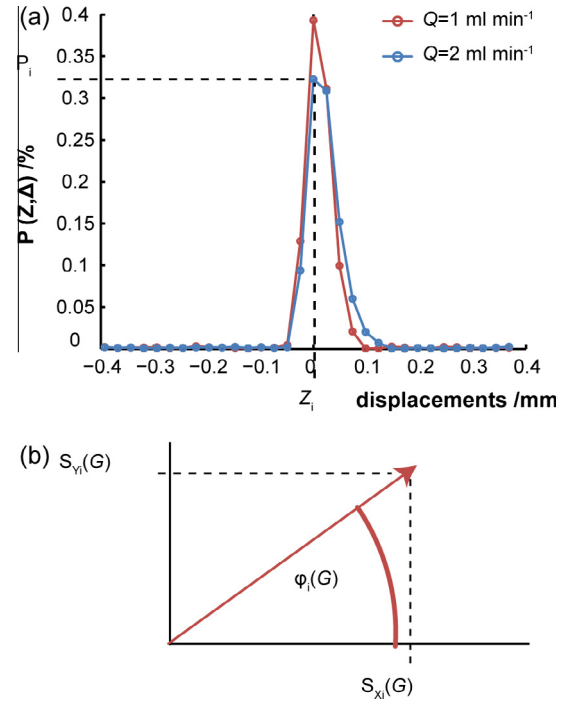 (a)
0.4
0.35
0.3
0.25
0.2
0.15
0.1
0.05
0
Pᵢ
P (Z,Δ) /%
Q=1 ml min⁻¹
Q=2 ml min⁻¹
−0.4 −0.3 −0.2 −0.1 0 0.1 0.2 0.3 0.4
Zᵢ displacements /mm
(b) S_Yi(G)
φᵢ(G)
S_Xi(G)